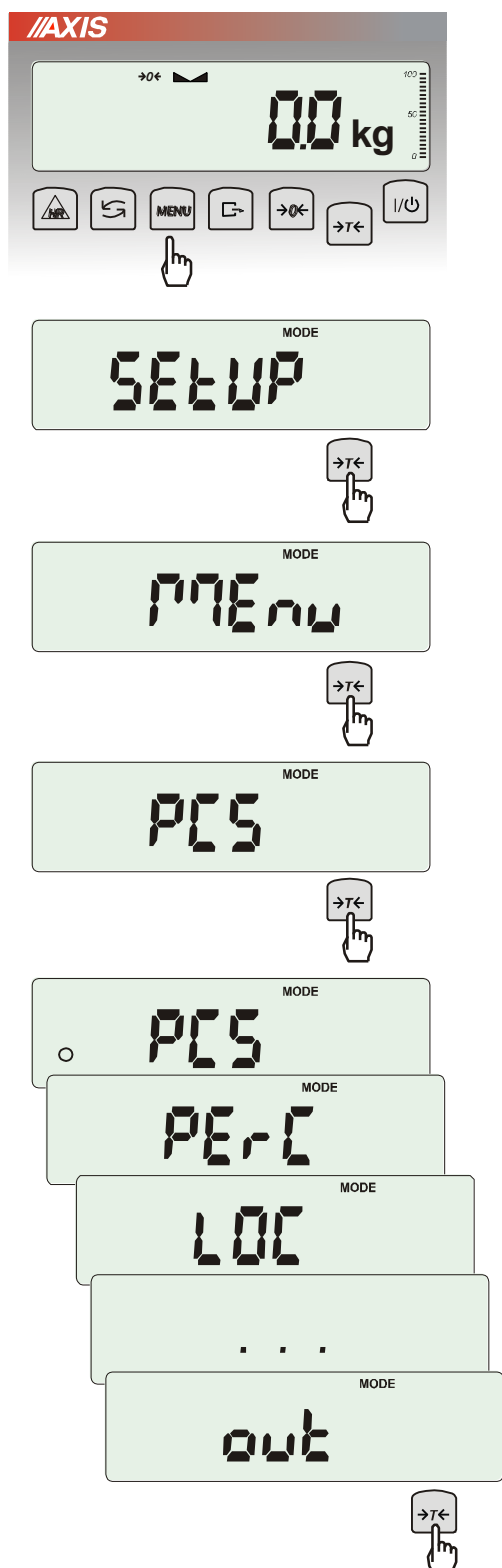 //AXIS
→0←
100
50
0
0.0 kg
HR MENU →0← →T← I/⏻
MODE
SEtUP
→T←
MODE
MEnu
→T←
MODE
PCS
→T←
MODE
PCS
MODE
PErC
MODE
LOC
. . .
MODE
out
→T←